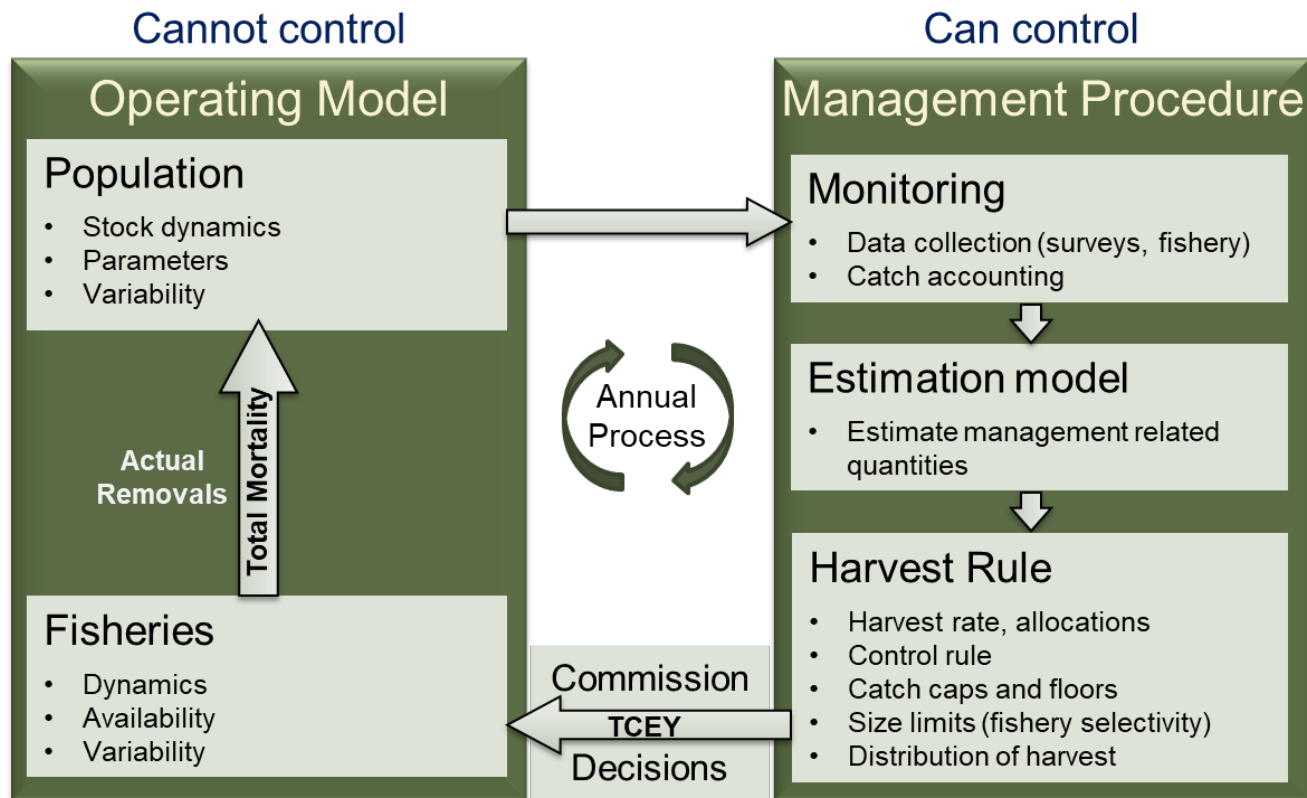 Cannot control
Operating Model
Population
• Stock dynamics
• Parameters
• Variability
Actual
Removals
Total Mortality
Fisheries
• Dynamics
• Availability
• Variability
Annual
Process
Commission
TCEY
Decisions
Can control
Management Procedure
Monitoring
• Data collection (surveys, fishery)
• Catch accounting
Estimation model
• Estimate management related
quantities
Harvest Rule
• Harvest rate, allocations
• Control rule
• Catch caps and floors
• Size limits (fishery selectivity)
• Distribution of harvest